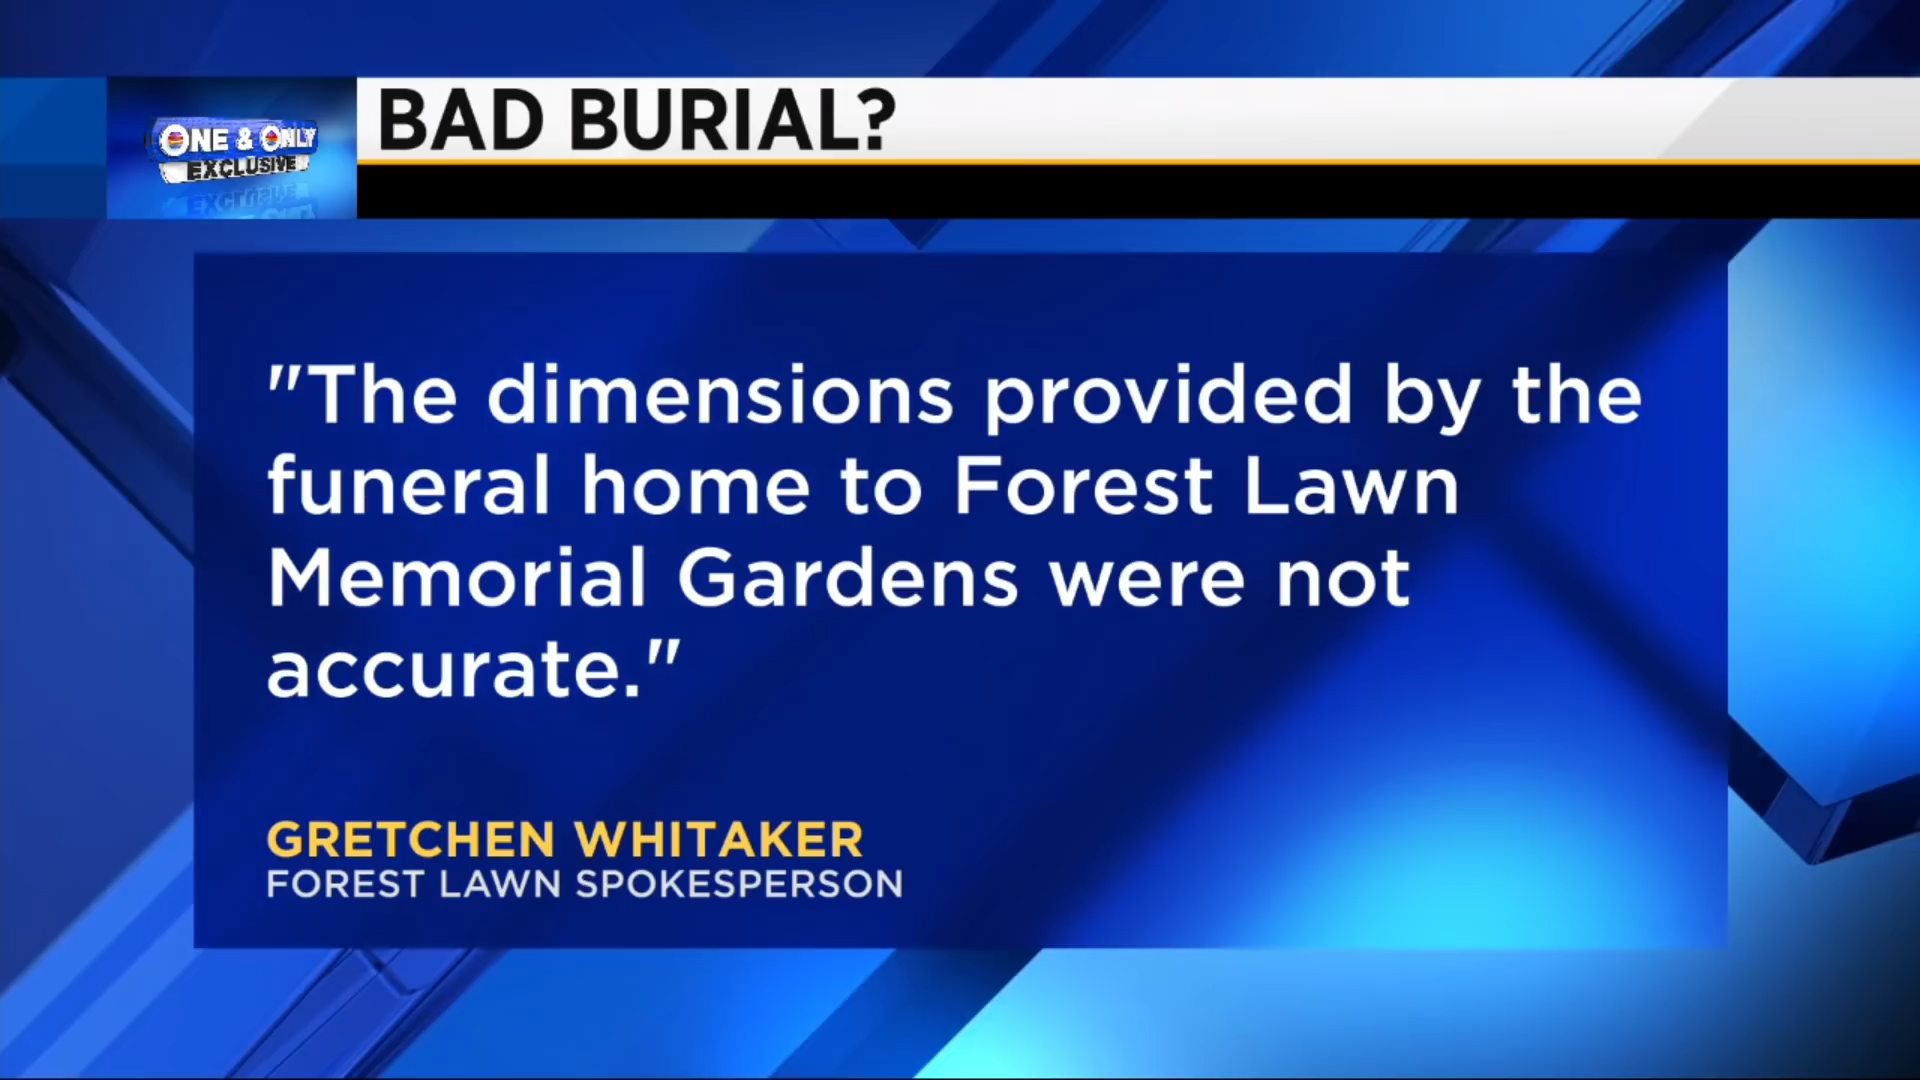 ONE & ONLY
EXCLUSIVE
BAD BURIAL?
"The dimensions provided by the
funeral home to Forest Lawn
Memorial Gardens were not
accurate."
GRETCHEN WHITAKER
FOREST LAWN SPOKESPERSON